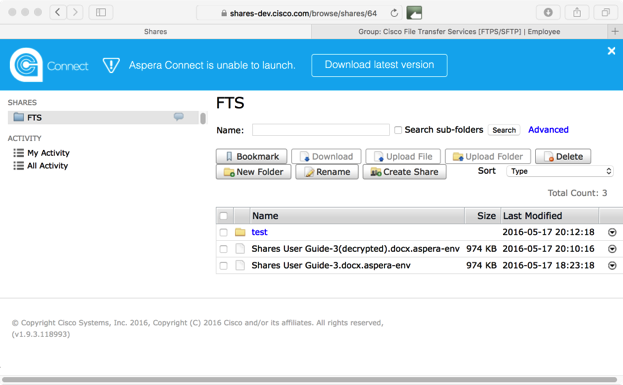 shares-dev.cisco.com/browse/shares/64
Shares
Group: Cisco File Transfer Services [FTPS/SFTP] | Employee
Connect
Aspera Connect is unable to launch.
Download latest version
SHARES
FTS
ACTIVITY
My Activity
All Activity
FTS
Name:
Search sub-folders
Search
Advanced
Bookmark
Download
Upload File
Upload Folder
Delete
New Folder
Rename
Create Share
Sort
Type
Total Count: 3
Name Size Last Modified
test 2016-05-17 20:12:18
Shares User Guide-3(decrypted).docx.aspera-env 974 KB 2016-05-17 20:10:16
Shares User Guide-3.docx.aspera-env 974 KB 2016-05-17 18:23:18
© Copyright Cisco Systems, Inc. 2016, Copyright (C) 2016 Cisco and/or its affiliates. All rights reserved,
(v1.9.3.118993)